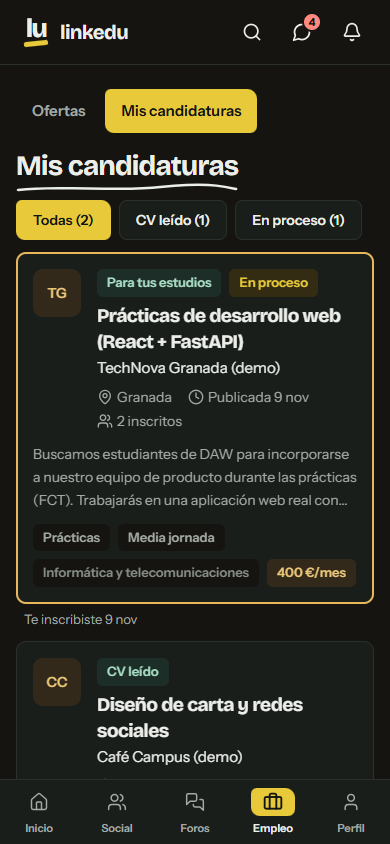 lu linkedu
4
Ofertas
Mis candidaturas
Mis candidaturas
Todas (2)
CV leído (1)
En proceso (1)
TG
Para tus estudios
En proceso
Prácticas de desarrollo web
(React + FastAPI)
TechNova Granada (demo)
Granada
Publicada 9 nov
2 inscritos
Buscamos estudiantes de DAW para incorporarse
a nuestro equipo de producto durante las prácticas
(FCT). Trabajarás en una aplicación web real con…
Prácticas
Media jornada
Informática y telecomunicaciones
400 €/mes
Te inscribiste 9 nov
CC
CV leído
Diseño de carta y redes
sociales
Café Campus (demo)
Inicio
Social
Foros
Empleo
Perfil